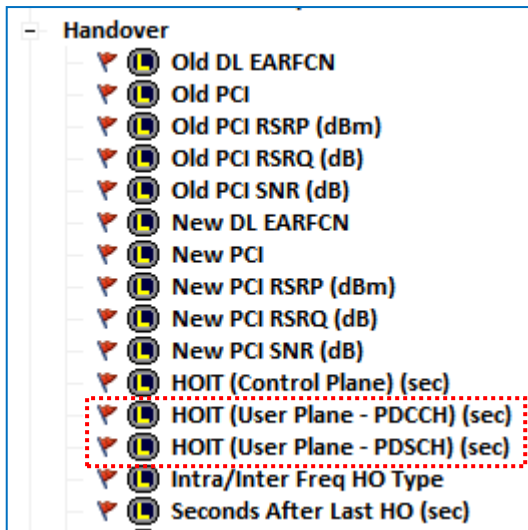 Handover
L Old DL EARFCN
L Old PCI
L Old PCI RSRP (dBm)
L Old PCI RSRQ (dB)
L Old PCI SNR (dB)
L New DL EARFCN
L New PCI
L New PCI RSRP (dBm)
L New PCI RSRQ (dB)
L New PCI SNR (dB)
L HOIT (Control Plane) (sec)
L HOIT (User Plane - PDCCH) (sec)
L HOIT (User Plane - PDSCH) (sec)
L Intra/Inter Freq HO Type
L Seconds After Last HO (sec)